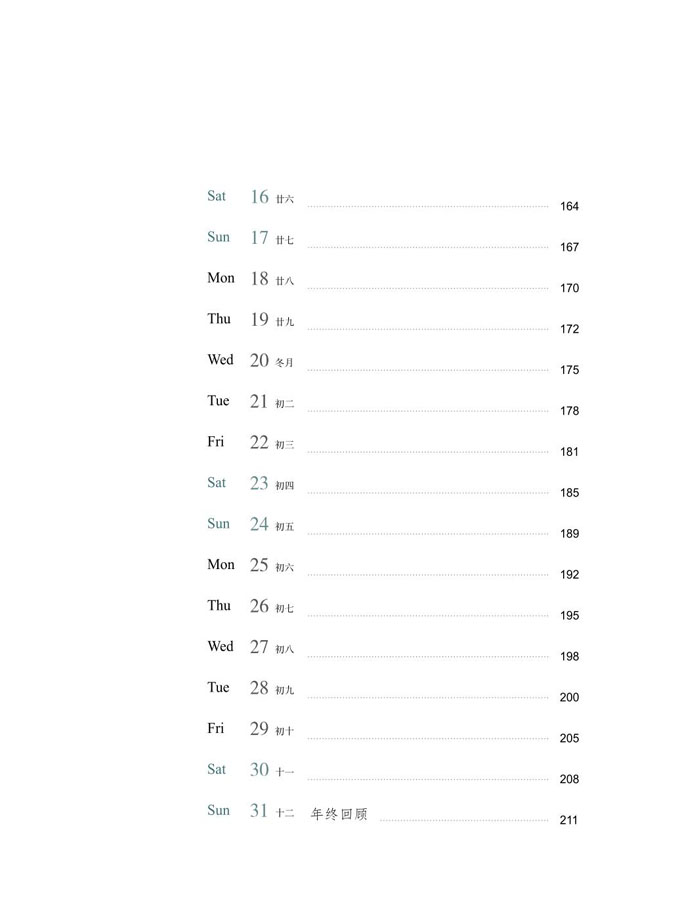 Sat 16 廿六 164
Sun 17 廿七 167
Mon 18 廿八 170
Thu 19 廿九 172
Wed 20 冬月 175
Tue 21 初二 178
Fri 22 初三 181
Sat 23 初四 185
Sun 24 初五 189
Mon 25 初六 192
Thu 26 初七 195
Wed 27 初八 198
Tue 28 初九 200
Fri 29 初十 205
Sat 30 十一 208
Sun 31 十二 年终回顾 211